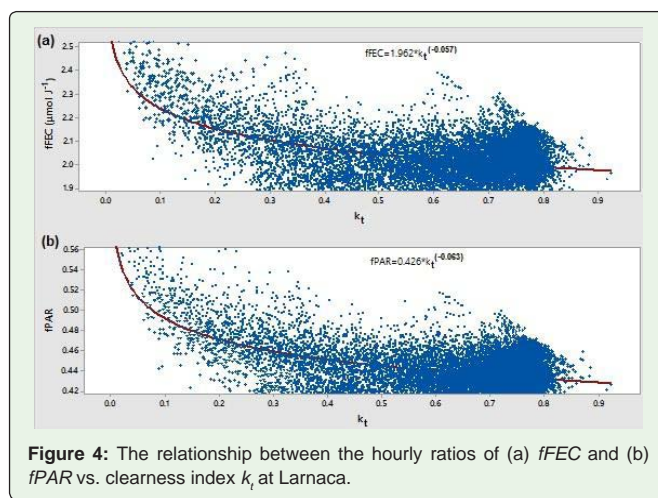 (a)
fFEC=1.962*kt(-0.057)
2.5
2.4
2.3
2.2
2.1
2.0
1.9
fFEC (µmol J-1)
0.0 0.1 0.2 0.3 0.4 0.5 0.6 0.7 0.8 0.9
kt
(b)
fPAR=0.426*kt(-0.063)
0.56
0.54
0.52
0.50
0.48
0.46
0.44
0.42
fPAR
0.0 0.1 0.2 0.3 0.4 0.5 0.6 0.7 0.8 0.9
kt
Figure 4: The relationship between the hourly ratios of (a) fFEC and (b)
fPAR vs. clearness index kt at Larnaca.